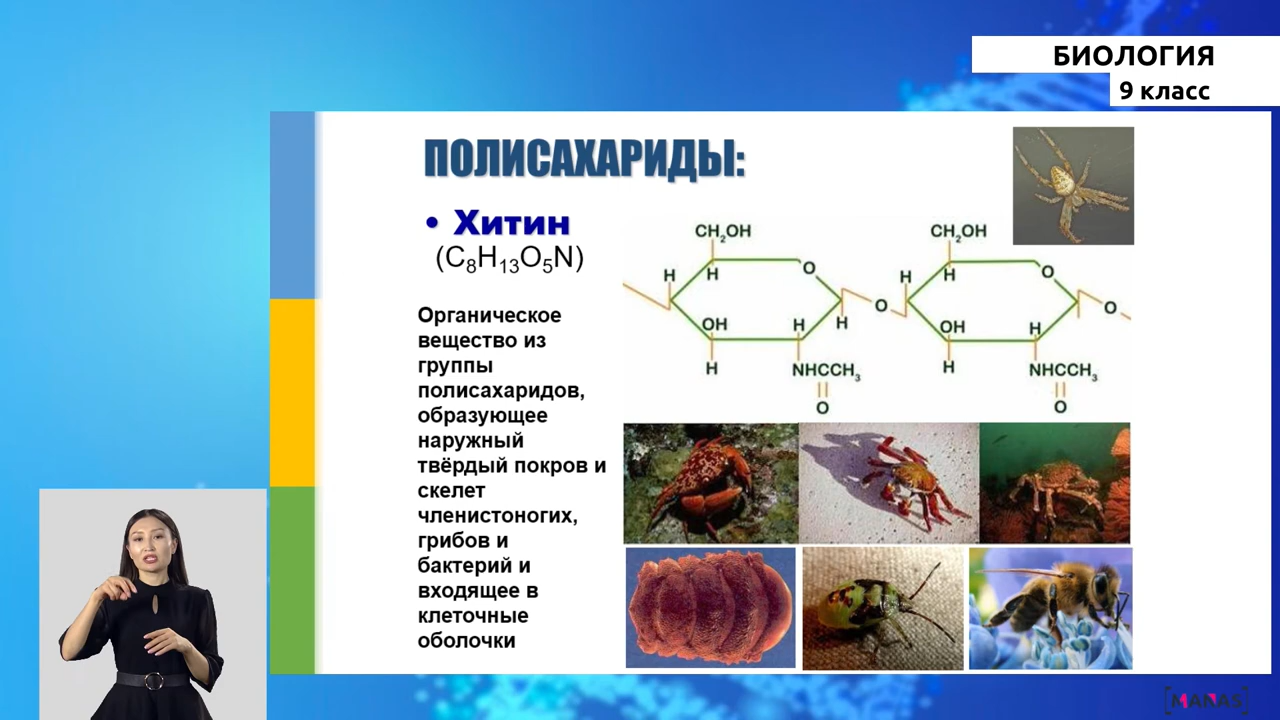 БИОЛОГИЯ
9 класс
ПОЛИСАХАРИДЫ:
• Хитин
(C₈H₁₃O₅N)
Органическое
вещество из
группы
полисахаридов,
образующее
наружный
твёрдый покров и
скелет
членистоногих,
грибов и
бактерий и
входящее в
клеточные
оболочки
CH₂OH CH₂OH
H H O H H O
O O
OH H H OH H
H NHCCH₃ H NHCCH₃
O O
MANAS